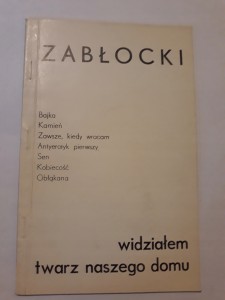 ZABŁOCKI
Bajka
Kamień
Zawsze, kiedy wracam
Antyerotyk pierwszy
Sen
Kobiecość
Obłąkana
widziałem
twarz naszego domu